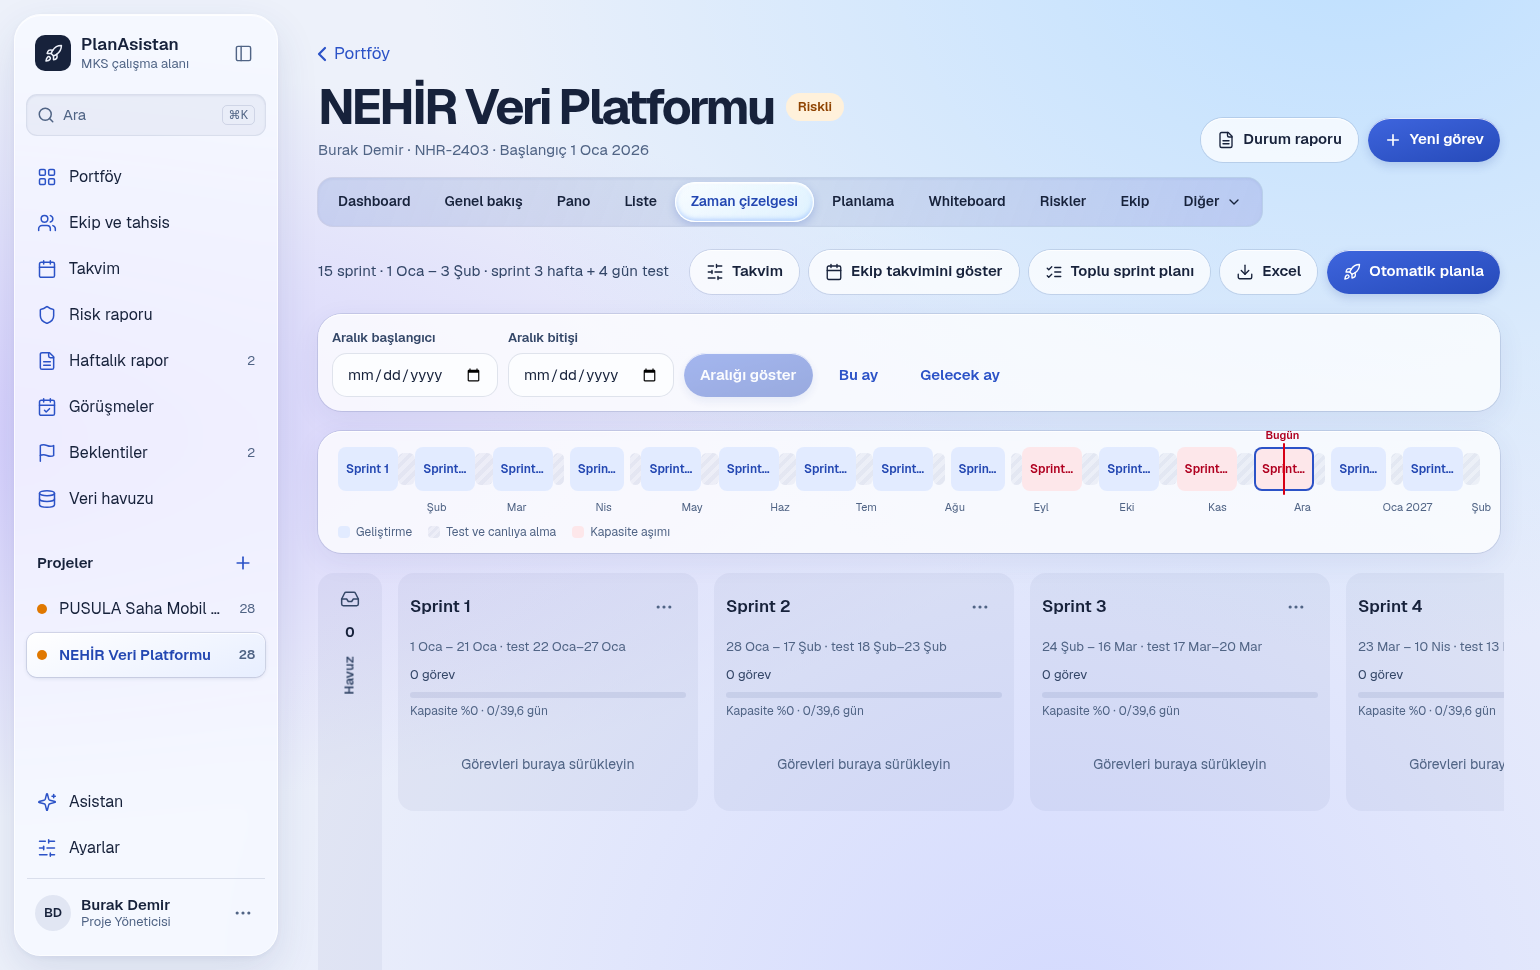 PlanAsistan
MKS çalışma alanı
Ara
⌘K
Portföy
Ekip ve tahsis
Takvim
Risk raporu
Haftalık rapor 2
Görüşmeler
Beklentiler 2
Veri havuzu
Projeler
PUSULA Saha Mobil ... 28
NEHİR Veri Platformu 28
Asistan
Ayarlar
BD
Burak Demir
Proje Yöneticisi
Portföy
NEHİR Veri Platformu
Riskli
Burak Demir · NHR-2403 · Başlangıç 1 Oca 2026
Durum raporu
Yeni görev
Dashboard Genel bakış Pano Liste Zaman çizelgesi Planlama Whiteboard Riskler Ekip Diğer
15 sprint · 1 Oca – 3 Şub · sprint 3 hafta + 4 gün test
Takvim
Ekip takvimini göster
Toplu sprint planı
Excel
Otomatik planla
Aralık başlangıcı
Aralık bitişi
mm/dd/yyyy
mm/dd/yyyy
Aralığı göster
Bu ay
Gelecek ay
Bugün
Sprint 1 Sprint... Sprint... Sprin... Sprint... Sprint... Sprint... Sprint... Sprin... Sprint... Sprint... Sprint... Sprint... Sprin... Sprint...
Şub Mar Nis May Haz Tem Ağu Eyl Eki Kas Ara Oca 2027 Şub
Geliştirme Test ve canlıya alma Kapasite aşımı
0
Havuz
Sprint 1
1 Oca – 21 Oca · test 22 Oca–27 Oca
0 görev
Kapasite %0 · 0/39,6 gün
Görevleri buraya sürükleyin
Sprint 2
28 Oca – 17 Şub · test 18 Şub–23 Şub
0 görev
Kapasite %0 · 0/39,6 gün
Görevleri buraya sürükleyin
Sprint 3
24 Şub – 16 Mar · test 17 Mar–20 Mar
0 görev
Kapasite %0 · 0/39,6 gün
Görevleri buraya sürükleyin
Sprint 4
23 Mar – 10 Nis · test 13
0 görev
Kapasite %0 · 0/39,6 gün
Görevleri buray